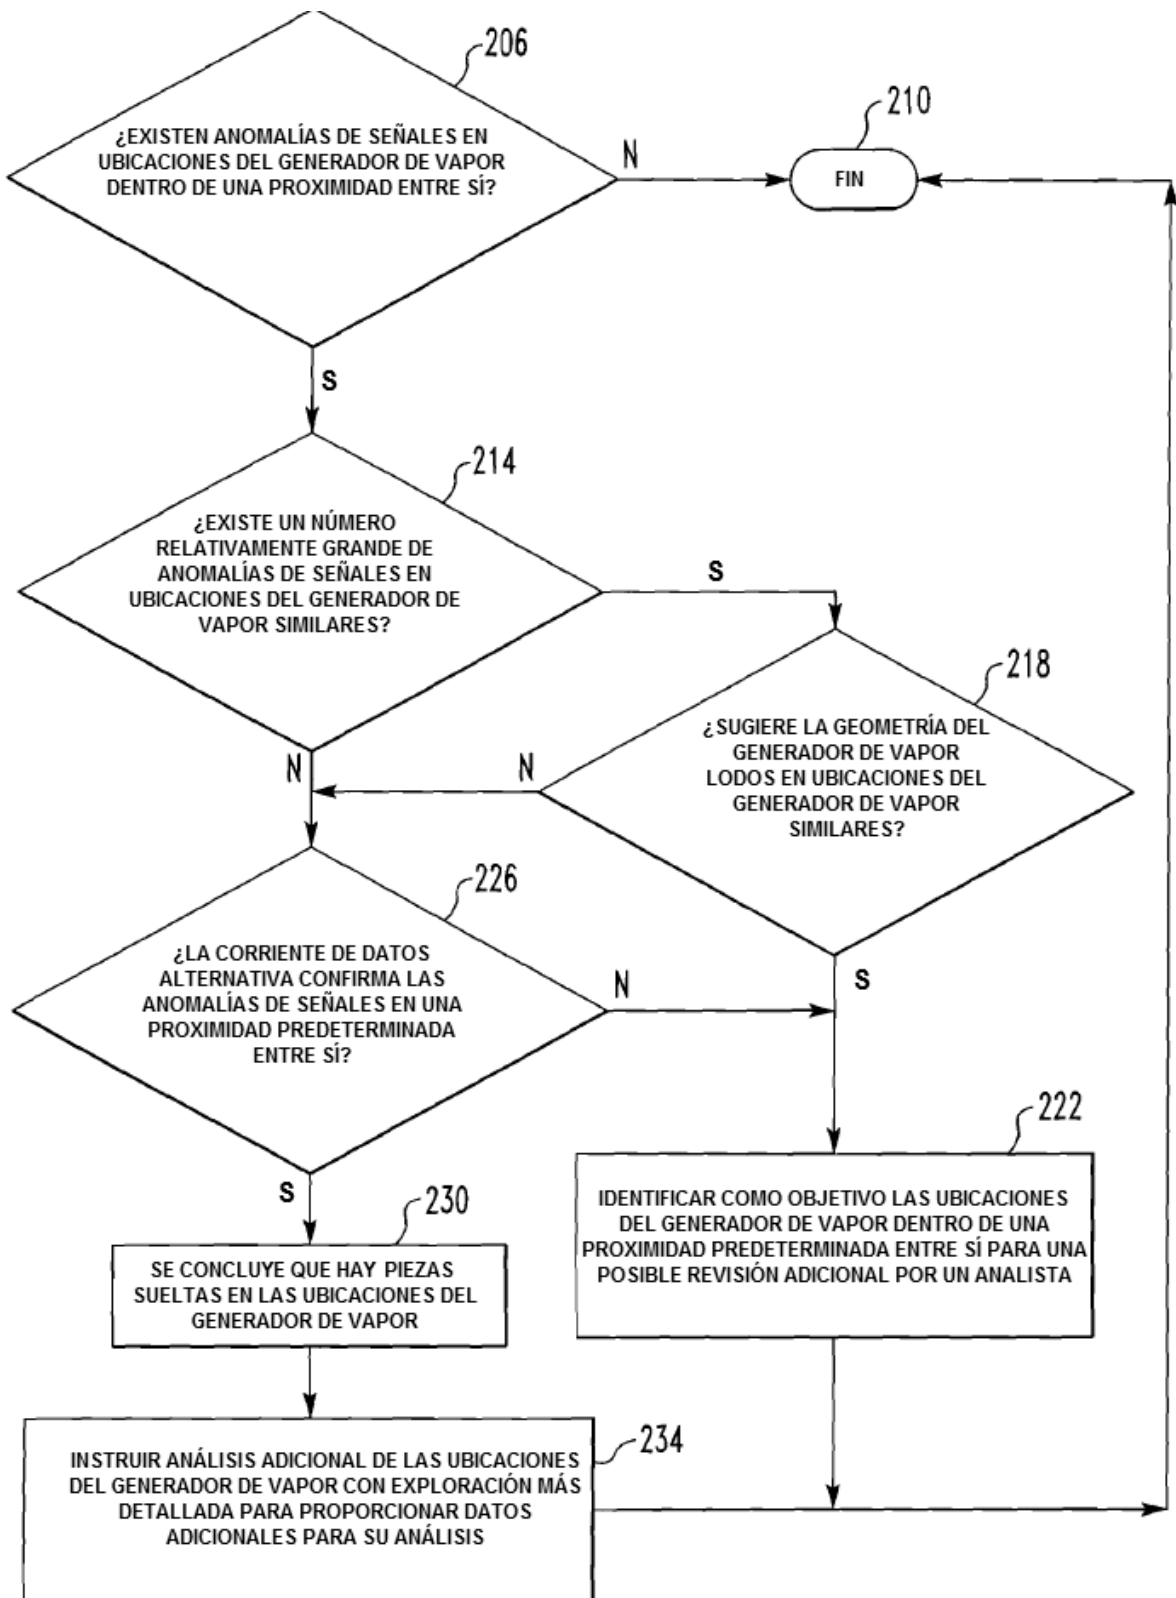 206
¿EXISTEN ANOMALÍAS DE SEÑALES EN
UBICACIONES DEL GENERADOR DE VAPOR
DENTRO DE UNA PROXIMIDAD ENTRE SÍ?
N
210
FIN
S
214
¿EXISTE UN NÚMERO
RELATIVAMENTE GRANDE DE
ANOMALÍAS DE SEÑALES EN
UBICACIONES DEL GENERADOR DE
VAPOR SIMILARES?
S
218
¿SUGIERE LA GEOMETRÍA DEL
GENERADOR DE VAPOR
LODOS EN UBICACIONES DEL
GENERADOR DE VAPOR
SIMILARES?
N
N
226
¿LA CORRIENTE DE DATOS
ALTERNATIVA CONFIRMA LAS
ANOMALÍAS DE SEÑALES EN UNA
PROXIMIDAD PREDETERMINADA
ENTRE SÍ?
N
S
222
IDENTIFICAR COMO OBJETIVO LAS UBICACIONES
DEL GENERADOR DE VAPOR DENTRO DE UNA
PROXIMIDAD PREDETERMINADA ENTRE SÍ PARA UNA
POSIBLE REVISIÓN ADICIONAL POR UN ANALISTA
S
230
SE CONCLUYE QUE HAY PIEZAS
SUELTAS EN LAS UBICACIONES DEL
GENERADOR DE VAPOR
234
INSTRUIR ANÁLISIS ADICIONAL DE LAS UBICACIONES
DEL GENERADOR DE VAPOR CON EXPLORACIÓN MÁS
DETALLADA PARA PROPORCIONAR DATOS
ADICIONALES PARA SU ANÁLISIS